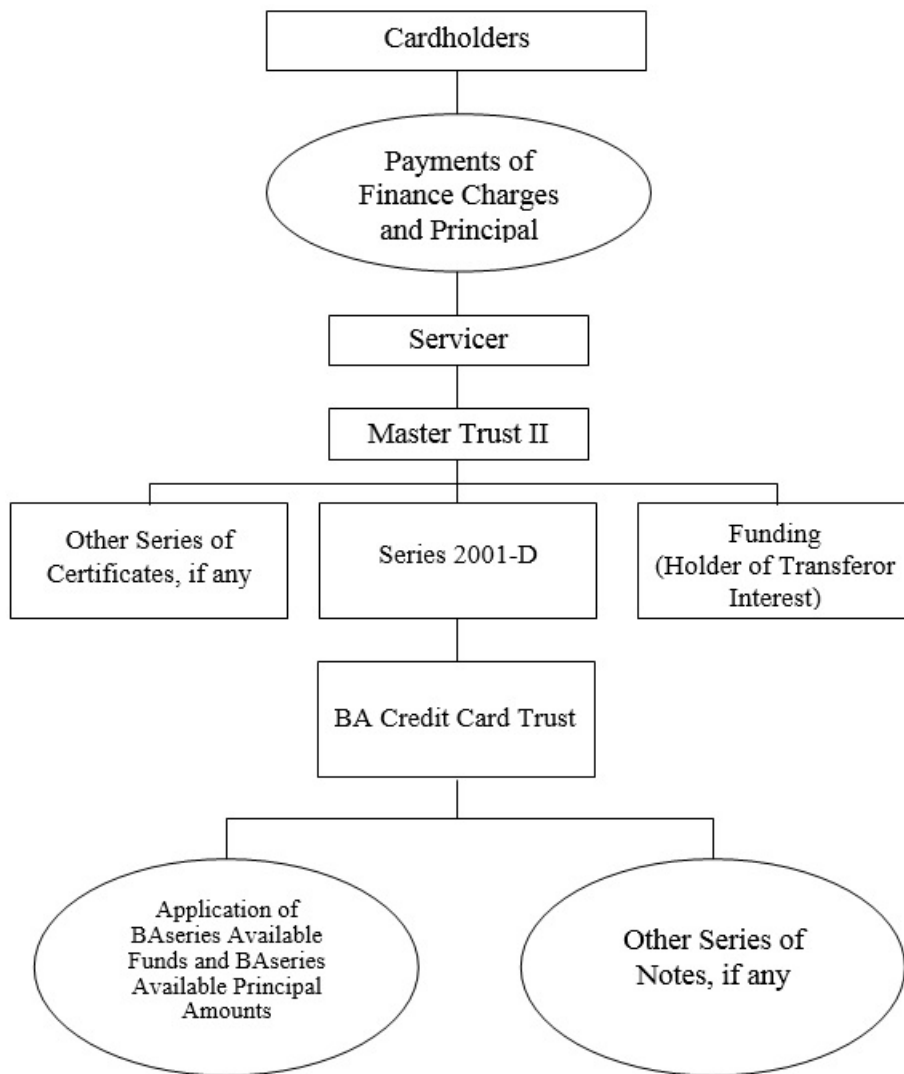 Cardholders
Payments of
Finance Charges
and Principal
Servicer
Master Trust II
Other Series of
Certificates, if any
Series 2001-D
Funding
(Holder of Transferor
Interest)
BA Credit Card Trust
Application of
BAseries Available
Funds and BAseries
Available Principal
Amounts
Other Series of
Notes, if any